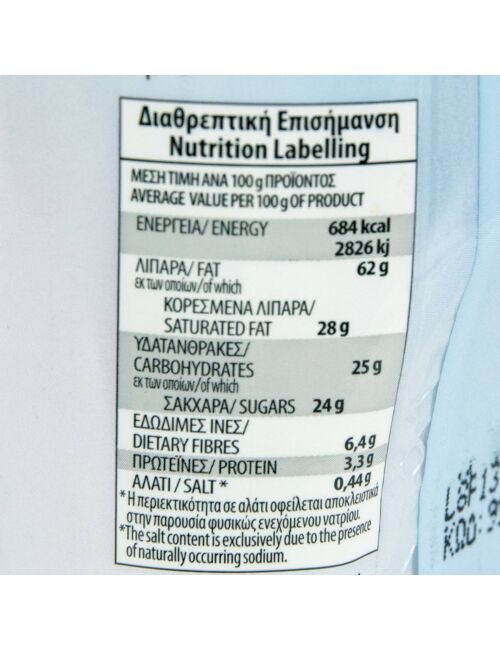 Διαθρεπτική Επισήμανση
Nutrition Labelling
ΜΕΣΗ ΤΙΜΗ ΑΝΑ 100 g ΠΡΟΪΟΝΤΟΣ
AVERAGE VALUE PER 100 g OF PRODUCT
ΕΝΕΡΓΕΙΑ/ ENERGY 684 kcal
2826 kj
ΛΙΠΑΡΑ/ FAT 62 g
εκ των οποίων/of which
ΚΟΡΕΣΜΕΝΑ ΛΙΠΑΡΑ/
SATURATED FAT 28 g
ΥΔΑΤΑΝΘΡΑΚΕΣ/
CARBOHYDRATES 25 g
εκ των οποίων/of which
ΣΑΚΧΑΡΑ/ SUGARS 24 g
ΕΔΩΔΙΜΕΣ ΙΝΕΣ/
DIETARY FIBRES 6,4 g
ΠΡΩΤΕΪΝΕΣ/ PROTEIN 3,3 g
ΑΛΑΤΙ / SALT * 0,44 g
*Η περιεκτικότητα σε αλάτι οφείλεται αποκλειστικά
στην παρουσία φυσικώς ενεχόμενου νατρίου.
*The salt content is exclusively due to the presence
of naturally occurring sodium.
ΚΩΔ: